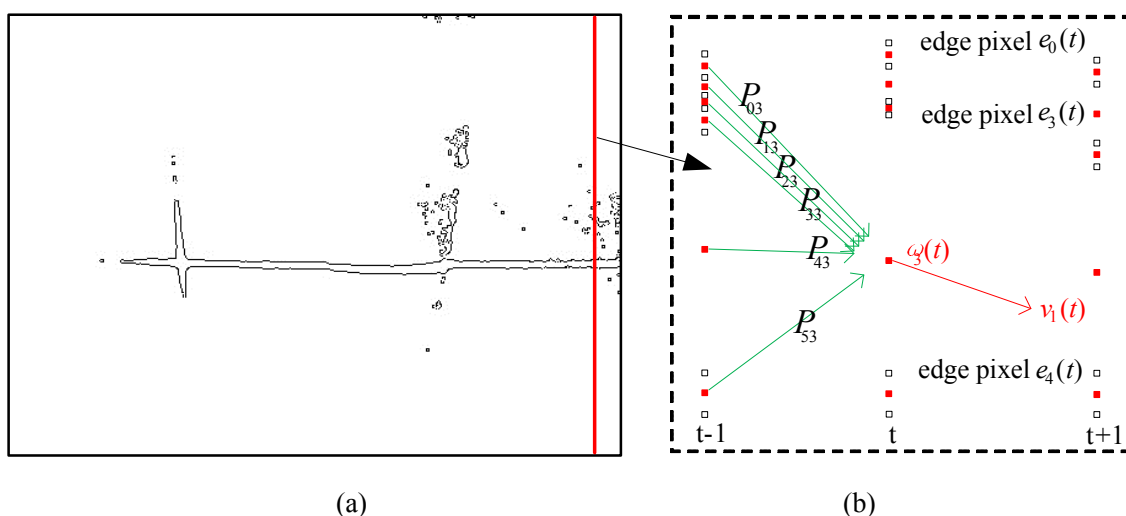 edge pixel e₀(t)
edge pixel e₃(t)
P₀₃
P₁₃
P₂₃
P₃₃
P₄₃
P₅₃
ω₃(t)
v₁(t)
edge pixel e₄(t)
t-1
t
t+1
(a)
(b)